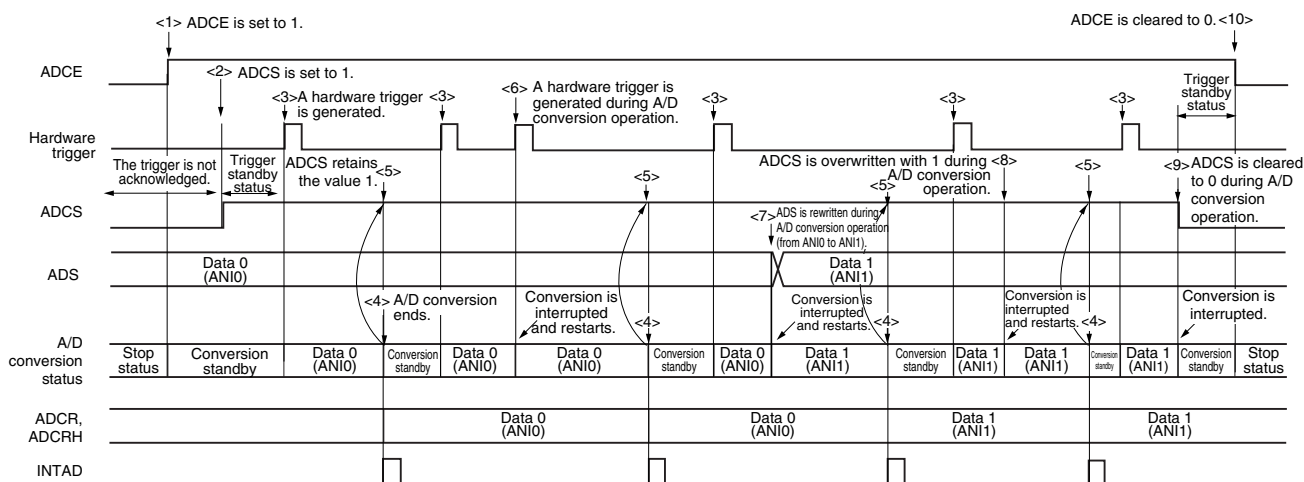 <1> ADCE is set to 1.
ADCE is cleared to 0. <10>
ADCE
<2> ADCS is set to 1.
<3> A hardware trigger
is generated.
<3>
<6> A hardware trigger is
generated during A/D
conversion operation.
<3>
<3>
<3>
Trigger
standby
status
Hardware
trigger
The trigger is not
acknowledged.
Trigger
standby
status
ADCS retains
the value 1.
<5>
<5>
ADCS is overwritten with 1 during <8>
A/D conversion
operation.
<5>
<5>
<9> ADCS is cleared
to 0 during A/D
conversion
operation.
ADCS
<7> ADS is rewritten during
A/D conversion operation
(from ANI0 to ANI1).
ADS
Data 0
(ANI0)
Data 1
(ANI1)
<4> A/D conversion
ends.
Conversion is
interrupted
and restarts.
<4>
Conversion is
interrupted
and restarts.
<4>
Conversion is
interrupted
and restarts.
<4>
Conversion is
interrupted.
A/D
conversion
status
Stop
status
Conversion
standby
Data 0
(ANI0)
Conversion
standby
Data 0
(ANI0)
Data 0
(ANI0)
Conversion
standby
Data 0
(ANI0)
Data 1
(ANI1)
Conversion
standby
Data 1
(ANI1)
Data 1
(ANI1)
Conversion
standby
Data 1
(ANI1)
Conversion
standby
Stop
status
ADCR,
ADCRH
Data 0
(ANI0)
Data 0
(ANI0)
Data 1
(ANI1)
Data 1
(ANI1)
INTAD